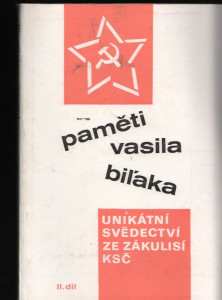 paměti
vasila
biľaka
UNIKÁTNÍ
SVĚDECTVÍ
ZE ZÁKULISÍ
KSČ
II. díl